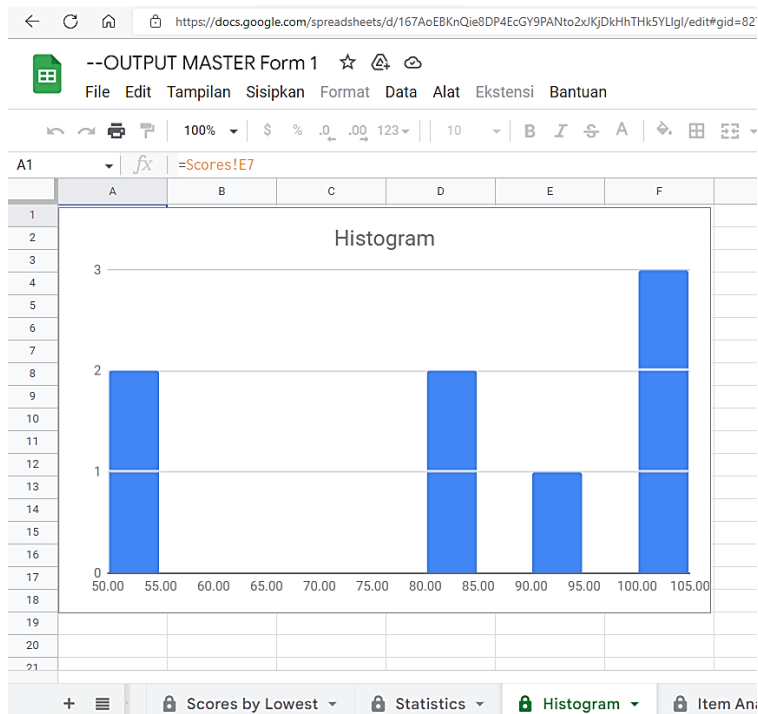 https://docs.google.com/spreadsheets/d/167AoEBKnQie8DP4EcGY9PANto2xJKjDkHhTHk5YLlgI/edit#gid=827
--OUTPUT MASTER Form 1
File Edit Tampilan Sisipkan Format Data Alat Ekstensi Bantuan
100% $ % .0 .00 123 10 B I S A
A1 fx =Scores!E7
A B C D E F
1
2
3
4
5
6
7
8
9
10
11
12
13
14
15
16
17
18
19
20
21
Histogram
3
2
1
0
50.00 55.00 60.00 65.00 70.00 75.00 80.00 85.00 90.00 95.00 100.00 105.00
+ Scores by Lowest Statistics Histogram Item